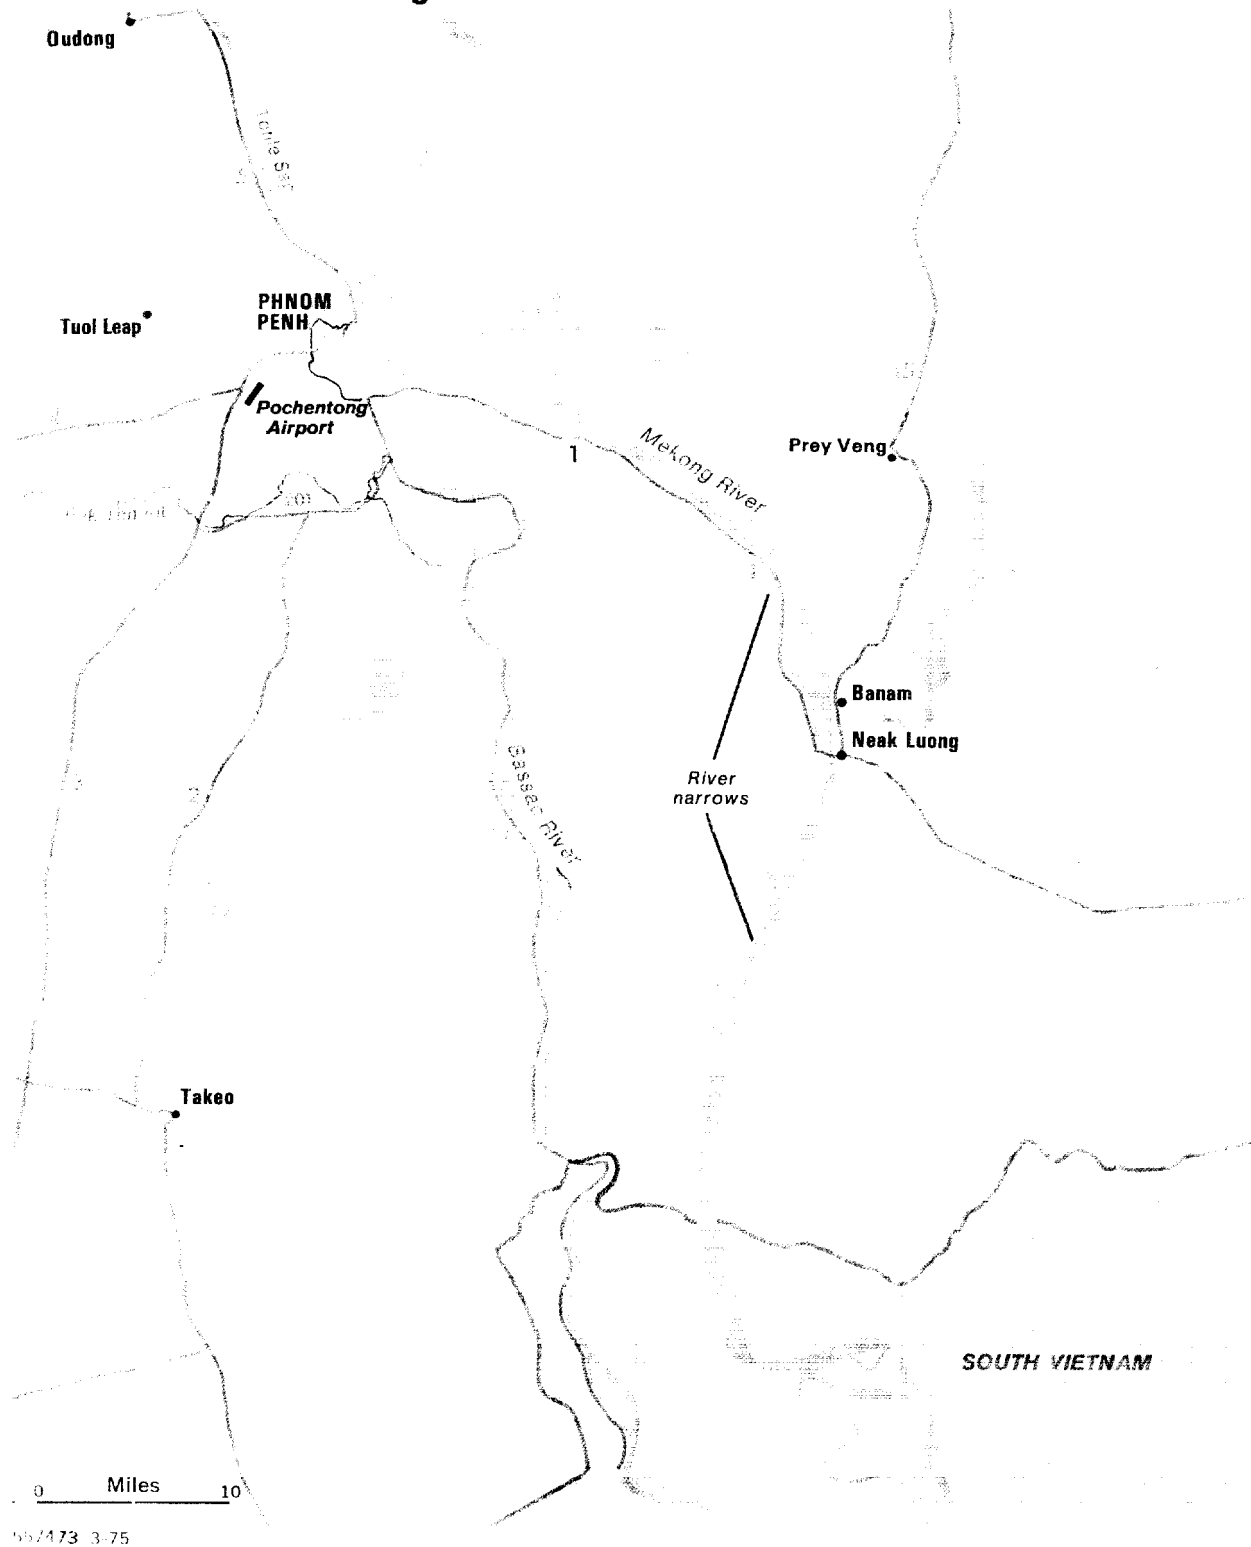 Oudong
Tonle Sap
PHNOM
PENH
Tuol Leap
Pochentong
Airport
Mekong River
1
Prey Veng
Banam
Neak Luong
River
narrows
2
Bassac River
Takeo
SOUTH VIETNAM
0 Miles 10
3-75